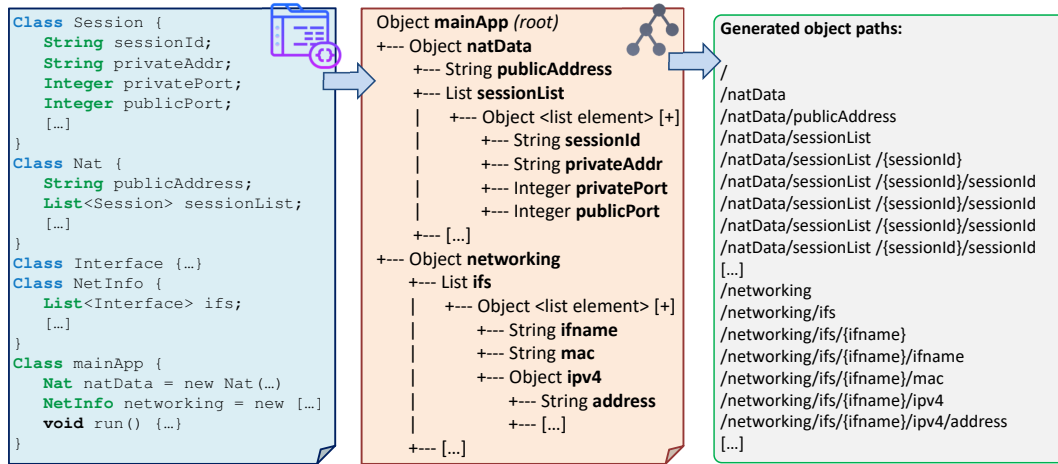 Class Session {
String sessionId;
String privateAddr;
Integer privatePort;
Integer publicPort;
[…]
}
Class Nat {
String publicAddress;
List<Session> sessionList;
[…]
}
Class Interface {…}
Class NetInfo {
List<Interface> ifs;
[…]
}
Class mainApp {
Nat natData = new Nat(…)
NetInfo networking = new […]
void run() {…}
}
Object mainApp (root)
+--- Object natData
+--- String publicAddress
+--- List sessionList
| +--- Object <list element> [+]
| +--- String sessionId
| +--- String privateAddr
| +--- Integer privatePort
| +--- Integer publicPort
+--- […]
+--- Object networking
+--- List ifs
| +--- Object <list element> [+]
| +--- String ifname
| +--- String mac
| +--- Object ipv4
| +--- String address
| +--- […]
+--- […]
Generated object paths:
/
/natData
/natData/publicAddress
/natData/sessionList
/natData/sessionList /{sessionId}
/natData/sessionList /{sessionId}/sessionId
/natData/sessionList /{sessionId}/sessionId
/natData/sessionList /{sessionId}/sessionId
/natData/sessionList /{sessionId}/sessionId
[…]
/networking
/networking/ifs
/networking/ifs/{ifname}
/networking/ifs/{ifname}/ifname
/networking/ifs/{ifname}/mac
/networking/ifs/{ifname}/ipv4
/networking/ifs/{ifname}/ipv4/address
[…]